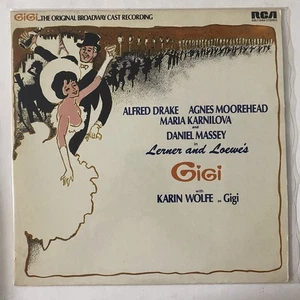 GIGI...THE ORIGINAL BROADWAY CAST RECORDING
RCA
ALFRED DRAKE AGNES MOOREHEAD
MARIA KARNILOVA
and
DANIEL MASSEY
in
Lerner and Loewe's
GiGi
with
KARIN WOLFE as Gigi